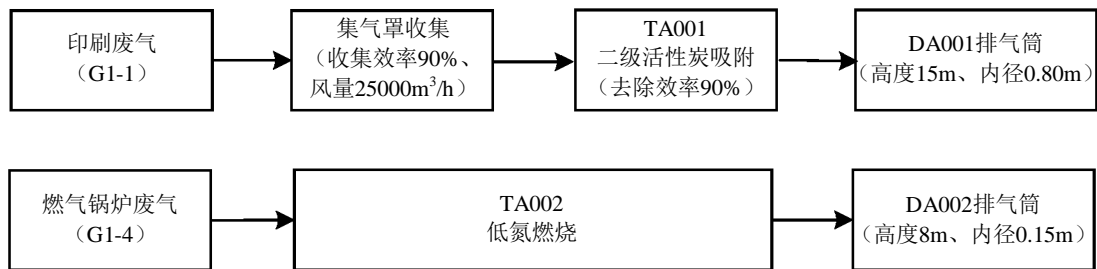 印刷废气
（G1-1）
集气罩收集
（收集效率90%、
风量25000m³/h）
TA001
二级活性炭吸附
（去除效率90%）
DA001排气筒
（高度15m、内径0.80m）
燃气锅炉废气
（G1-4）
TA002
低氮燃烧
DA002排气筒
（高度8m、内径0.15m）